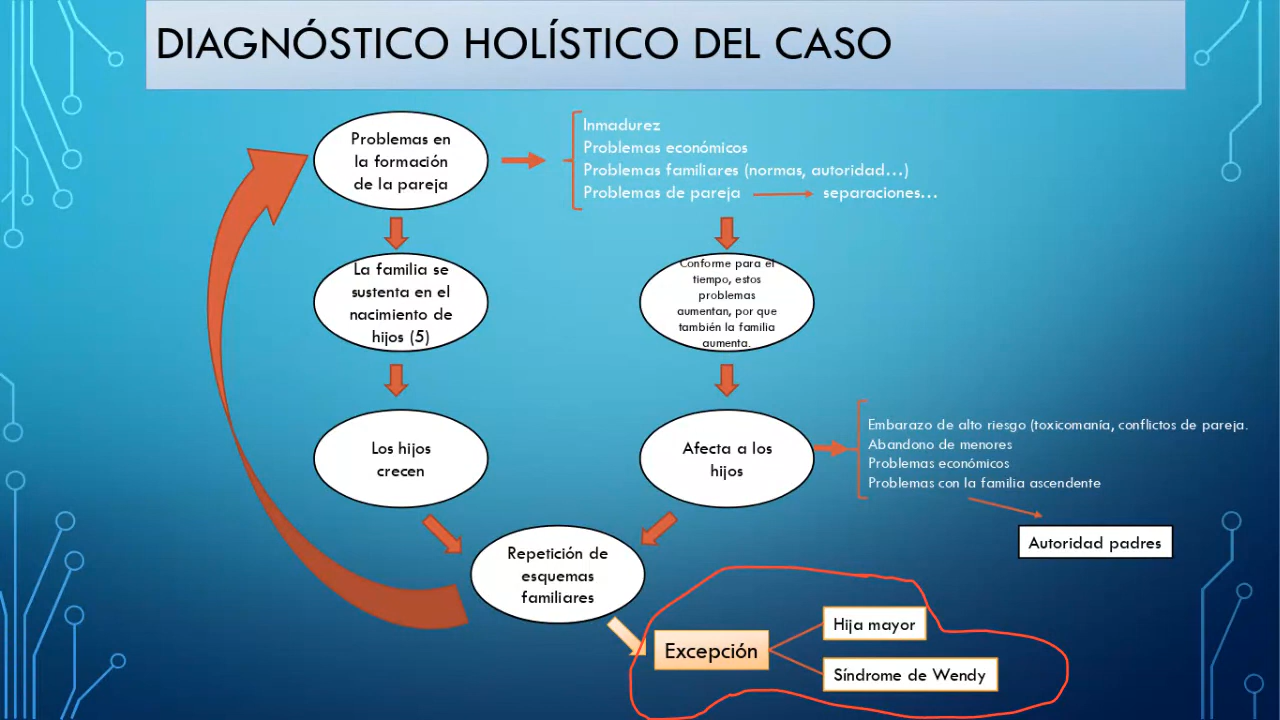 DIAGNÓSTICO HOLÍSTICO DEL CASO
Problemas en
la formación
de la pareja
Inmadurez
Problemas económicos
Problemas familiares (normas, autoridad…)
Problemas de pareja
separaciones…
La familia se
sustenta en el
nacimiento de
hijos (5)
Conforme para el
tiempo, estos
problemas
aumentan, por que
también la familia
aumenta.
Los hijos
crecen
Afecta a los
hijos
Embarazo de alto riesgo (toxicomanía, conflictos de pareja.
Abandono de menores
Problemas económicos
Problemas con la familia ascendente
Autoridad padres
Repetición de
esquemas
familiares
Excepción
Hija mayor
Síndrome de Wendy